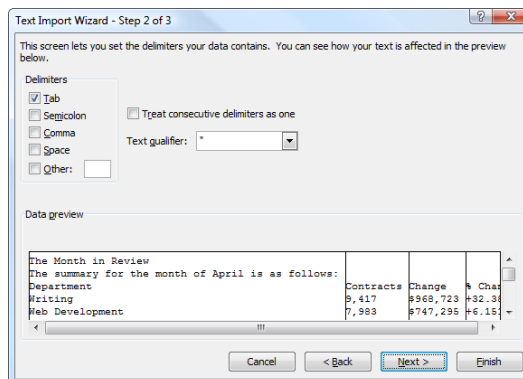 Text Import Wizard - Step 2 of 3
This screen lets you set the delimiters your data contains. You can see how your text is affected in the preview
below.
Delimiters
Tab
Semicolon
Comma
Space
Other:
Treat consecutive delimiters as one
Text qualifier: "
Data preview
The Month in Review
The summary for the month of April is as follows:
Department Contracts Change %
Writing 9,417 $968,723
Web Development 7,983 $747,295
Cancel < Back Next > Finish